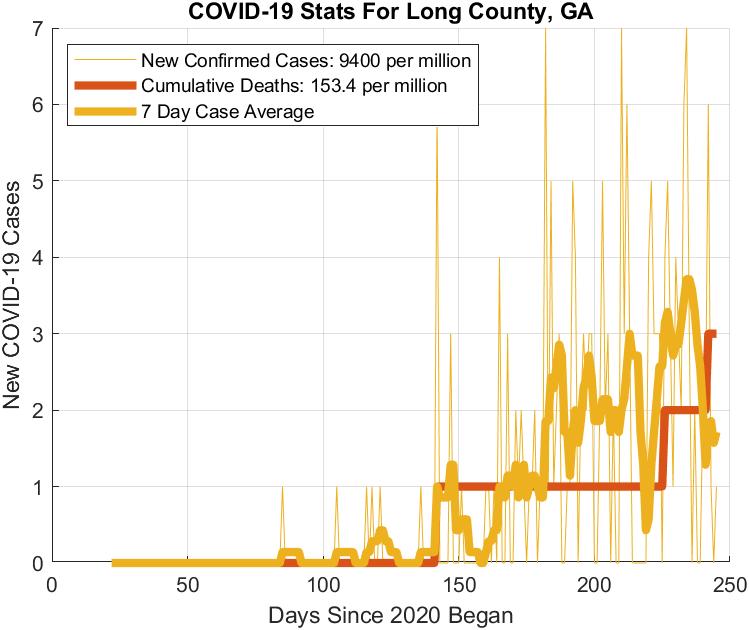 COVID-19 Stats For Long County, GA
New Confirmed Cases: 9400 per million
Cumulative Deaths: 153.4 per million
7 Day Case Average
New COVID-19 Cases
7
6
5
4
3
2
1
0
0 50 100 150 200 250
Days Since 2020 Began